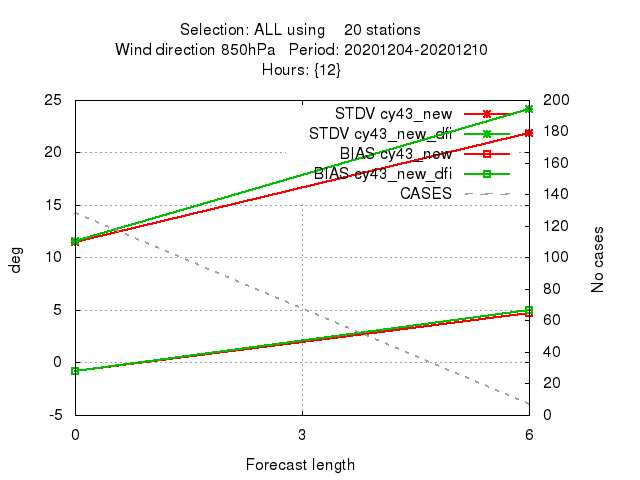 Selection: ALL using    20 stations
Wind direction 850hPa   Period: 20201204-20201210
Hours: {12}
25
20
15
10
5
0
-5
deg
STDV cy43_new
STDV cy43_new_dfi
BIAS cy43_new
BIAS cy43_new_dfi
CASES
200
180
160
140
120
100
80
60
40
20
0
No cases
0
3
6
Forecast length